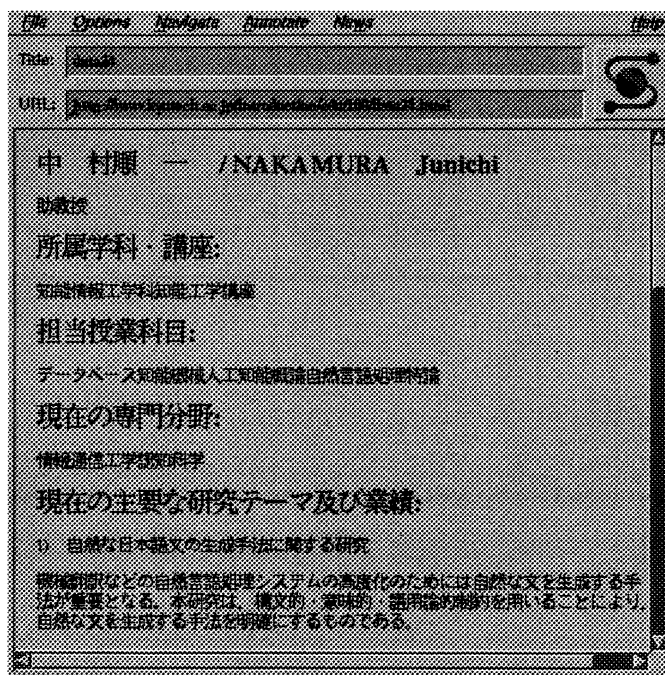 File Options Navigate Annotate News Help
Title:
URL:
中 村順 一 / NAKAMURA Junichi
助教授
所属学科・講座:
知能情報工学科知能工学講座
担当授業科目:
データベース知能機械人工知能概論自然言語処理特論
現在の専門分野:
情報通信工学認知科学
現在の主要な研究テーマ及び業績:
1) 自然な日本語文の生成手法に関する研究
機械翻訳などの自然言語処理システムの高度化のためには自然な文を生成する手
法が重要となる。本研究は、構文的・意味的・語用論的制約を用いることにより,
自然な文を生成する手法を明確にするものである。